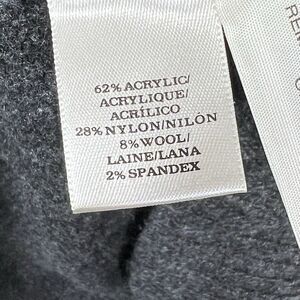 62% ACRYLIC/
ACRYLIQUE/
ACRÍLICO
28% NYLON/NILÓN
8% WOOL/
LAINE/LANA
2% SPANDEX